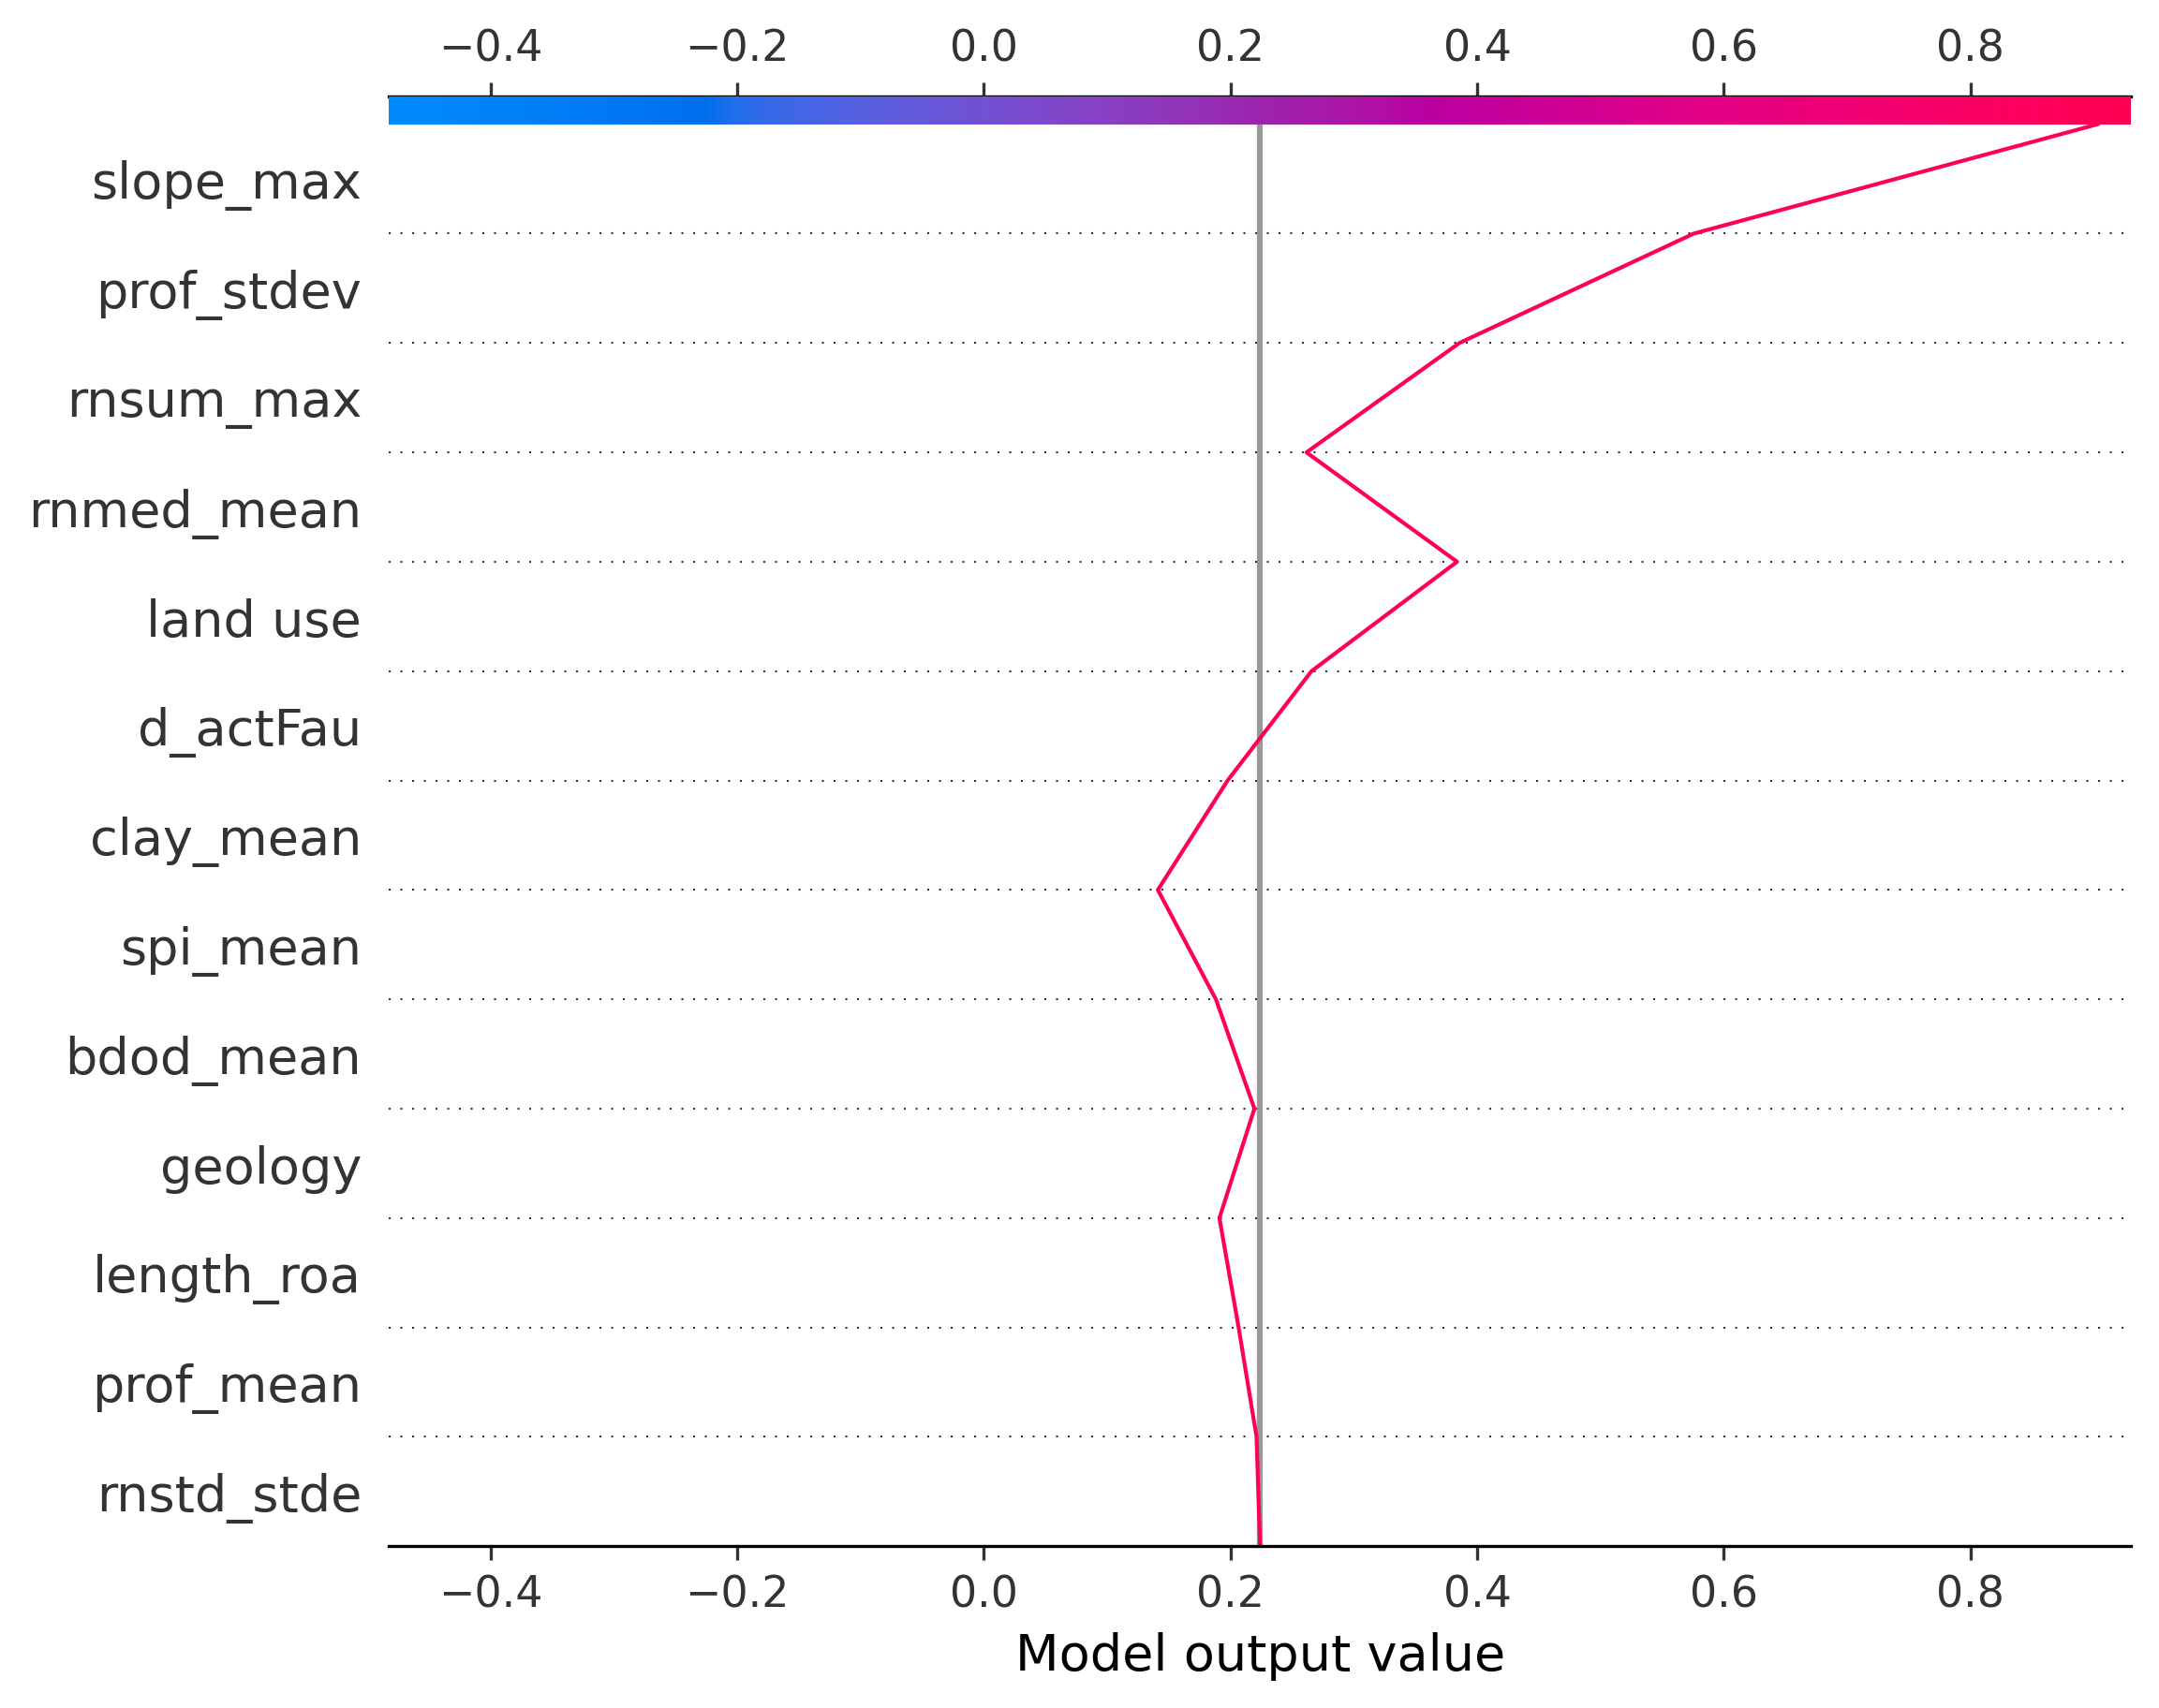 −0.4 −0.2 0.0 0.2 0.4 0.6 0.8
slope_max
prof_stdev
rnsum_max
rnmed_mean
land use
d_actFau
clay_mean
spi_mean
bdod_mean
geology
length_roa
prof_mean
rnstd_stde
−0.4 −0.2 0.0 0.2 0.4 0.6 0.8
Model output value